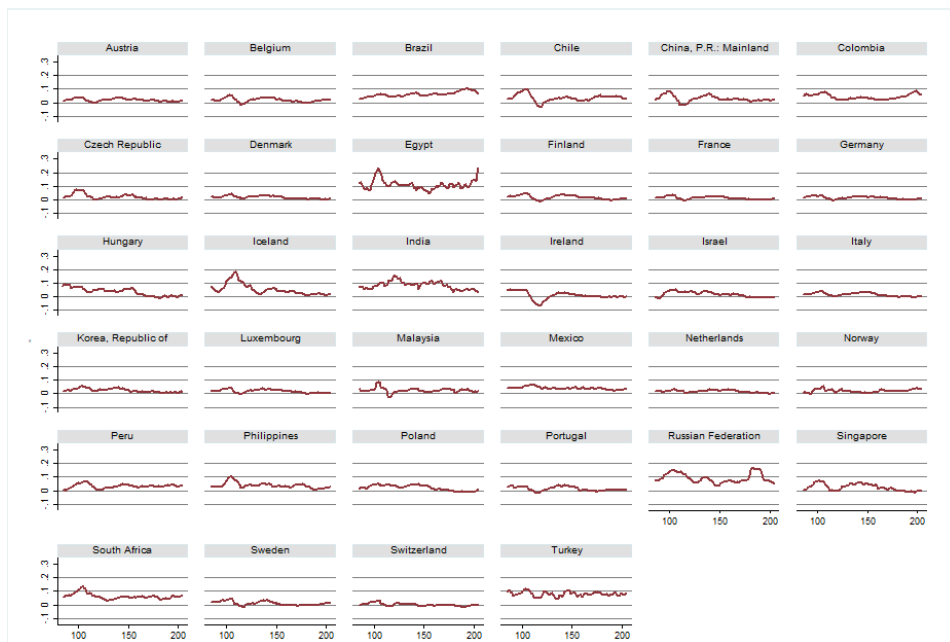 Austria Belgium Brazil Chile China, P.R.: Mainland Colombia
-.1 0 .1 .2 .3
Czech Republic Denmark Egypt Finland France Germany
-.1 0 .1 .2 .3
Hungary Iceland India Ireland Israel Italy
-.1 0 .1 .2 .3
Korea, Republic of Luxembourg Malaysia Mexico Netherlands Norway
-.1 0 .1 .2 .3
Peru Philippines Poland Portugal Russian Federation Singapore
-.1 0 .1 .2 .3
100 150 200 100 150 200
South Africa Sweden Switzerland Turkey
-.1 0 .1 .2 .3
100 150 200 100 150 200 100 150 200 100 150 200